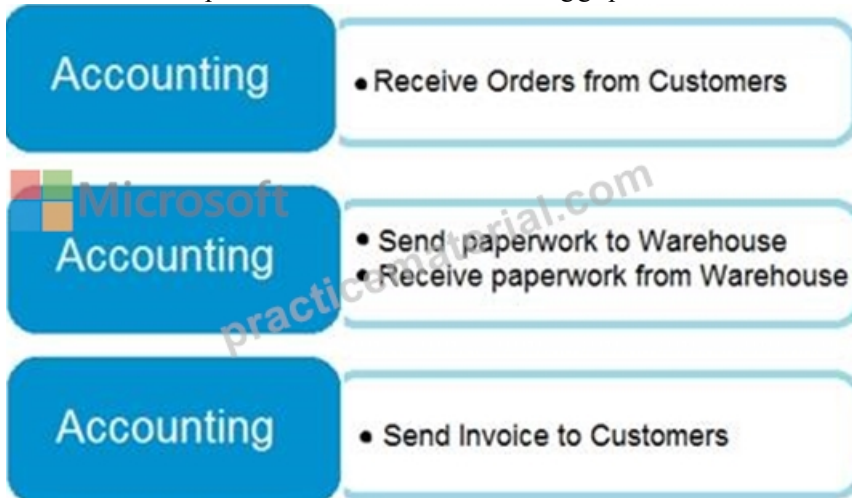 Accounting
• Receive Orders from Customers
Microsoft
Accounting
• Send paperwork to Warehouse
• Receive paperwork from Warehouse
practicematerial.com
Accounting
• Send Invoice to Customers